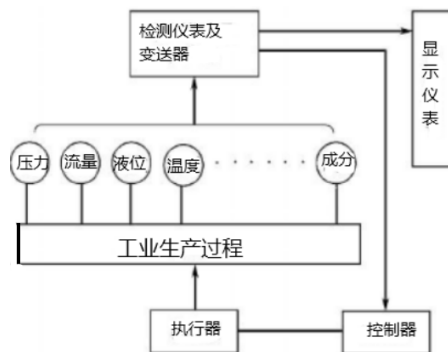 检测仪表及
变送器
显
示
仪
表
压力 流量 液位 温度 · · · · · · 成分
工业生产过程
执行器 控制器